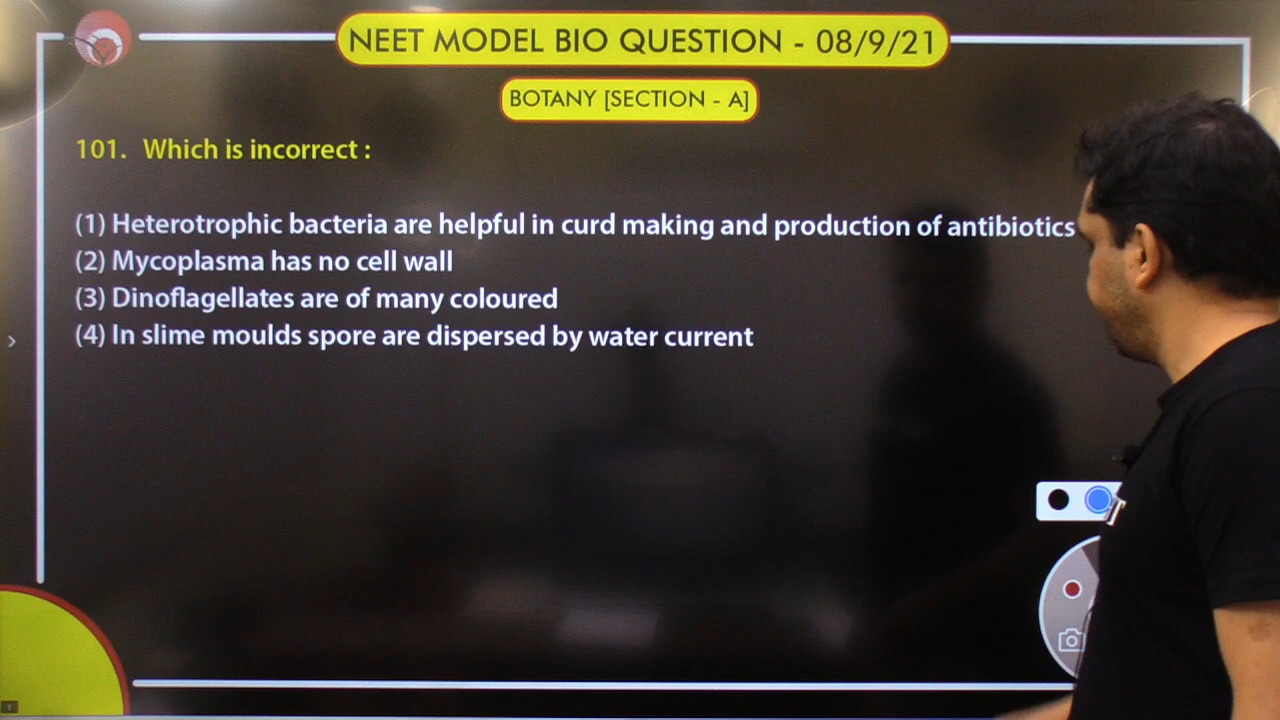 NEET MODEL BIO QUESTION - 08/9/21
BOTANY [SECTION - A]
101. Which is incorrect :
(1) Heterotrophic bacteria are helpful in curd making and production of antibiotics
(2) Mycoplasma has no cell wall
(3) Dinoflagellates are of many coloured
(4) In slime moulds spore are dispersed by water current
1